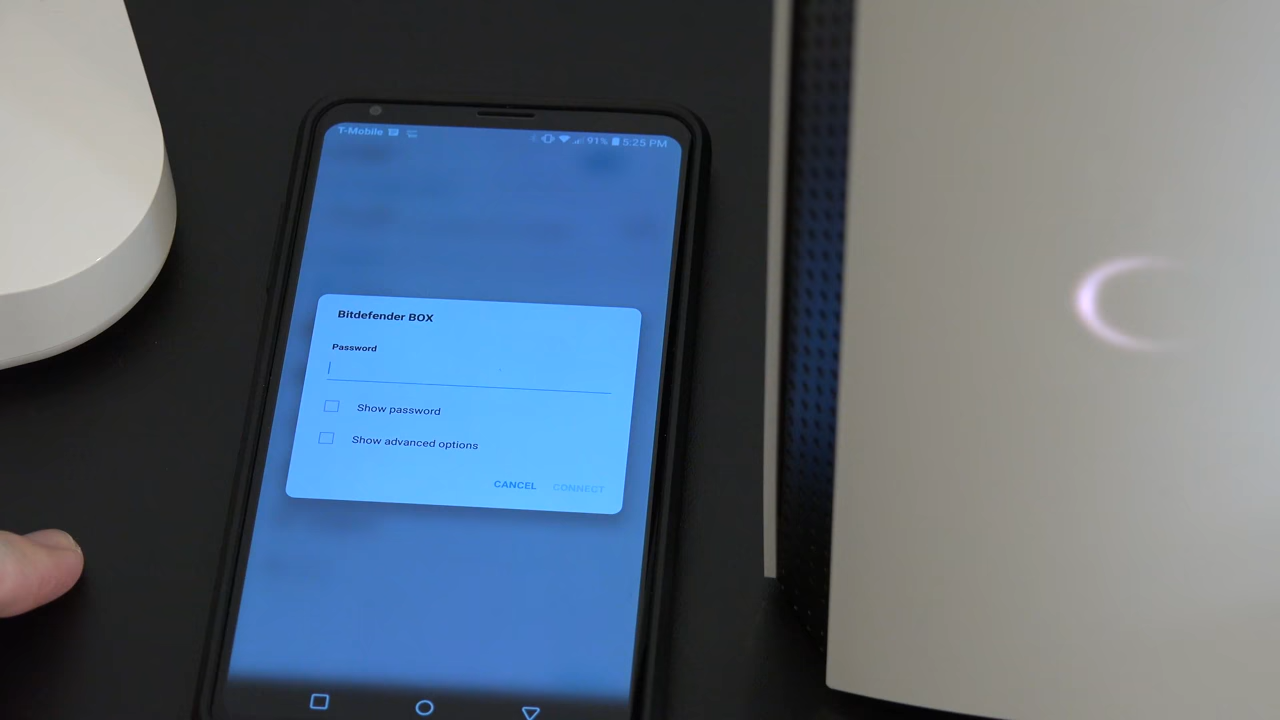 T-Mobile 91% 5:25 PM
Bitdefender BOX
Password
Show password
Show advanced options
CANCEL CONNECT